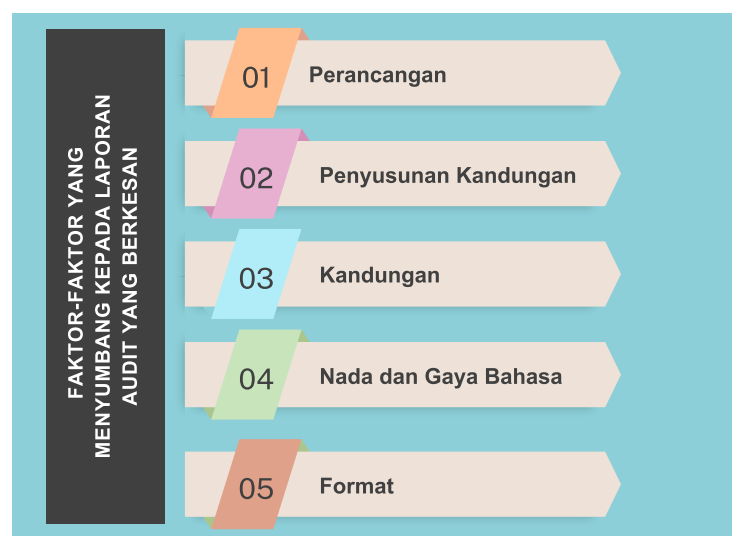 FAKTOR-FAKTOR YANG
MENYUMBANG KEPADA LAPORAN
AUDIT YANG BERKESAN
01 Perancangan
02 Penyusunan Kandungan
03 Kandungan
04 Nada dan Gaya Bahasa
05 Format